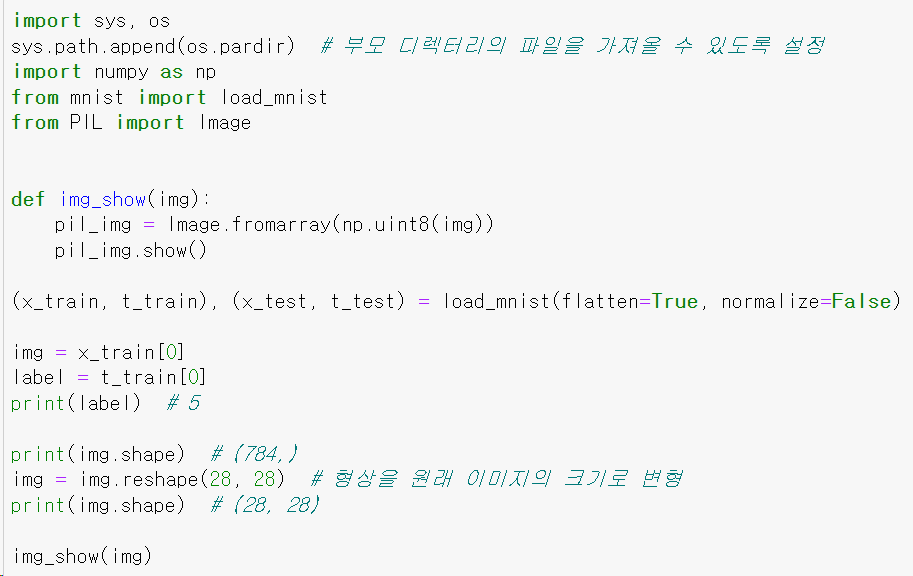 import sys, os
sys.path.append(os.pardir)  # 부모 디렉터리의 파일을 가져올 수 있도록 설정
import numpy as np
from mnist import load_mnist
from PIL import Image
def img_show(img):
    pil_img = Image.fromarray(np.uint8(img))
    pil_img.show()
(x_train, t_train), (x_test, t_test) = load_mnist(flatten=True, normalize=False)
img = x_train[0]
label = t_train[0]
print(label)  # 5
print(img.shape)  # (784,)
img = img.reshape(28, 28)  # 형상을 원래 이미지의 크기로 변형
print(img.shape)  # (28, 28)
img_show(img)